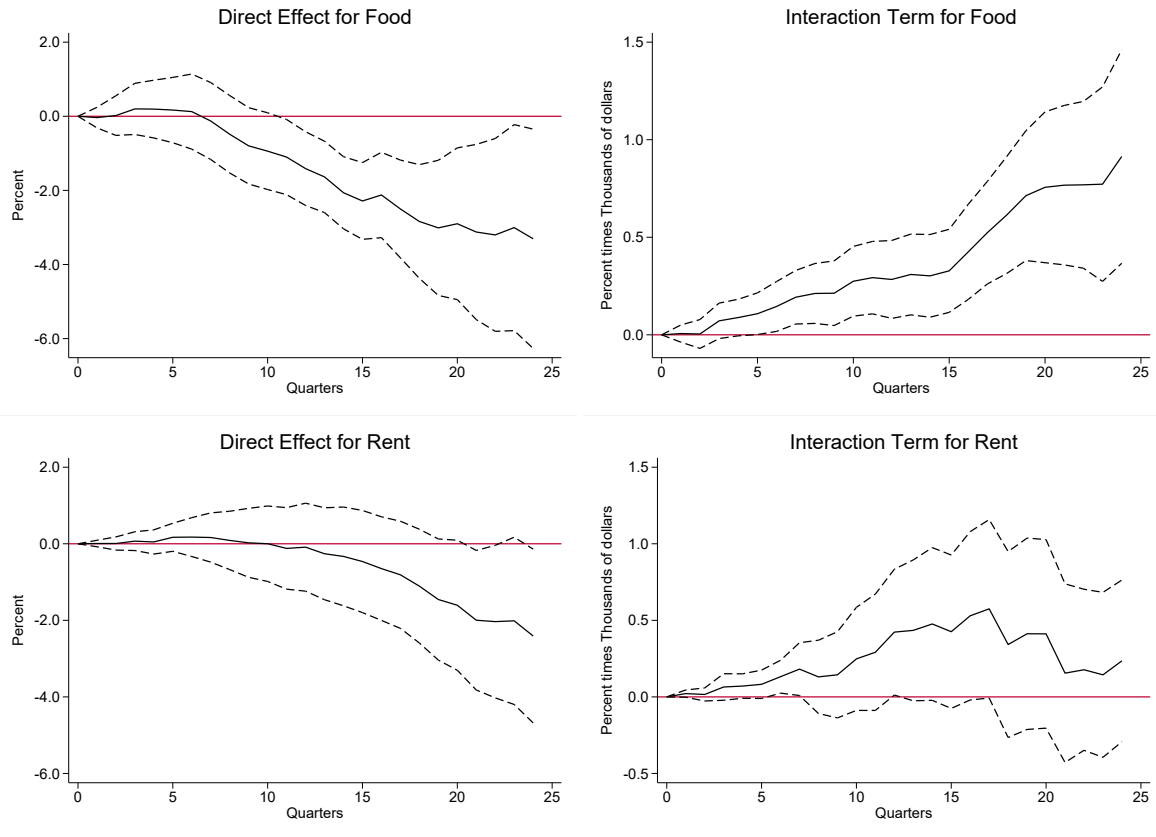 Direct Effect for Food
2.0
0.0
-2.0
-4.0
-6.0
Percent
0 5 10 15 20 25
Quarters
Interaction Term for Food
1.5
1.0
0.5
0.0
Percent times Thousands of dollars
0 5 10 15 20 25
Quarters
Direct Effect for Rent
2.0
0.0
-2.0
-4.0
-6.0
Percent
0 5 10 15 20 25
Quarters
Interaction Term for Rent
1.5
1.0
0.5
0.0
-0.5
Percent times Thousands of dollars
0 5 10 15 20 25
Quarters